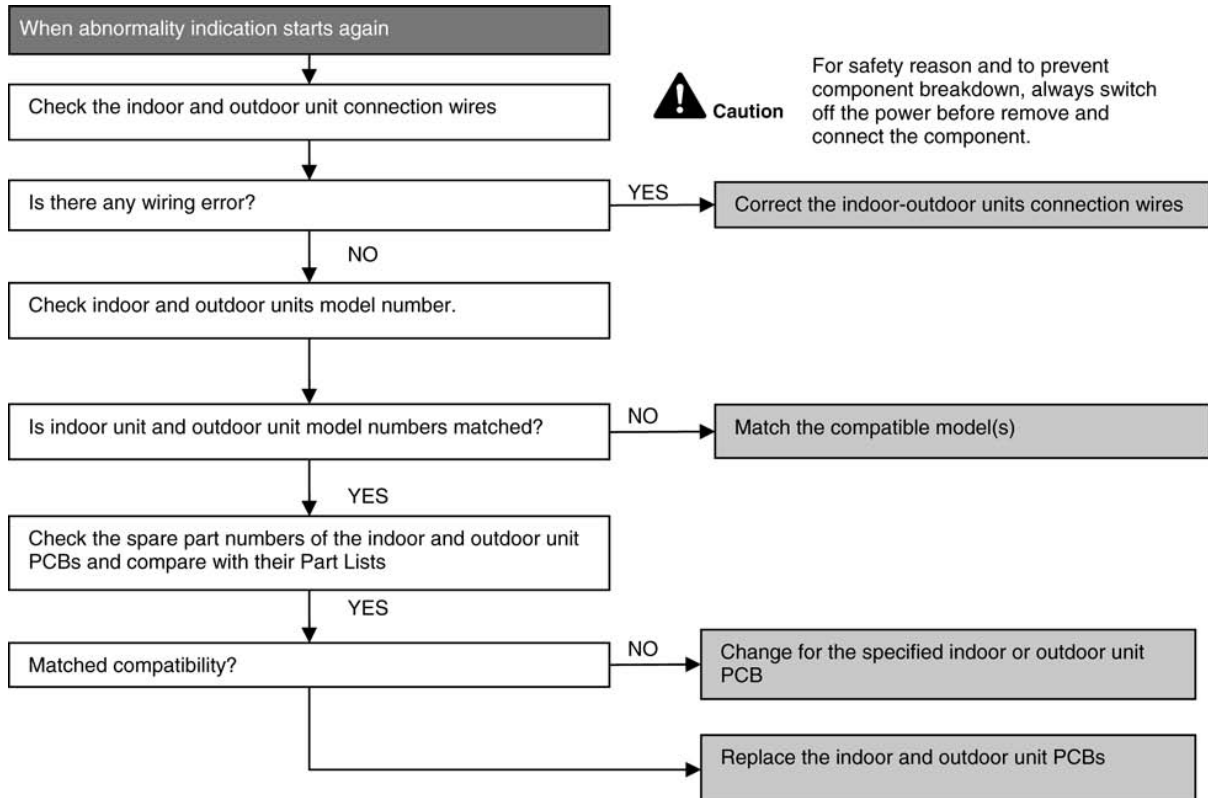 When abnormality indication starts again
Check the indoor and outdoor unit connection wires
Caution
For safety reason and to prevent
component breakdown, always switch
off the power before remove and
connect the component.
Is there any wiring error?
YES
Correct the indoor-outdoor units connection wires
NO
Check indoor and outdoor units model number.
Is indoor unit and outdoor unit model numbers matched?
NO
Match the compatible model(s)
YES
Check the spare part numbers of the indoor and outdoor unit
PCBs and compare with their Part Lists
YES
Matched compatibility?
NO
Change for the specified indoor or outdoor unit
PCB
Replace the indoor and outdoor unit PCBs